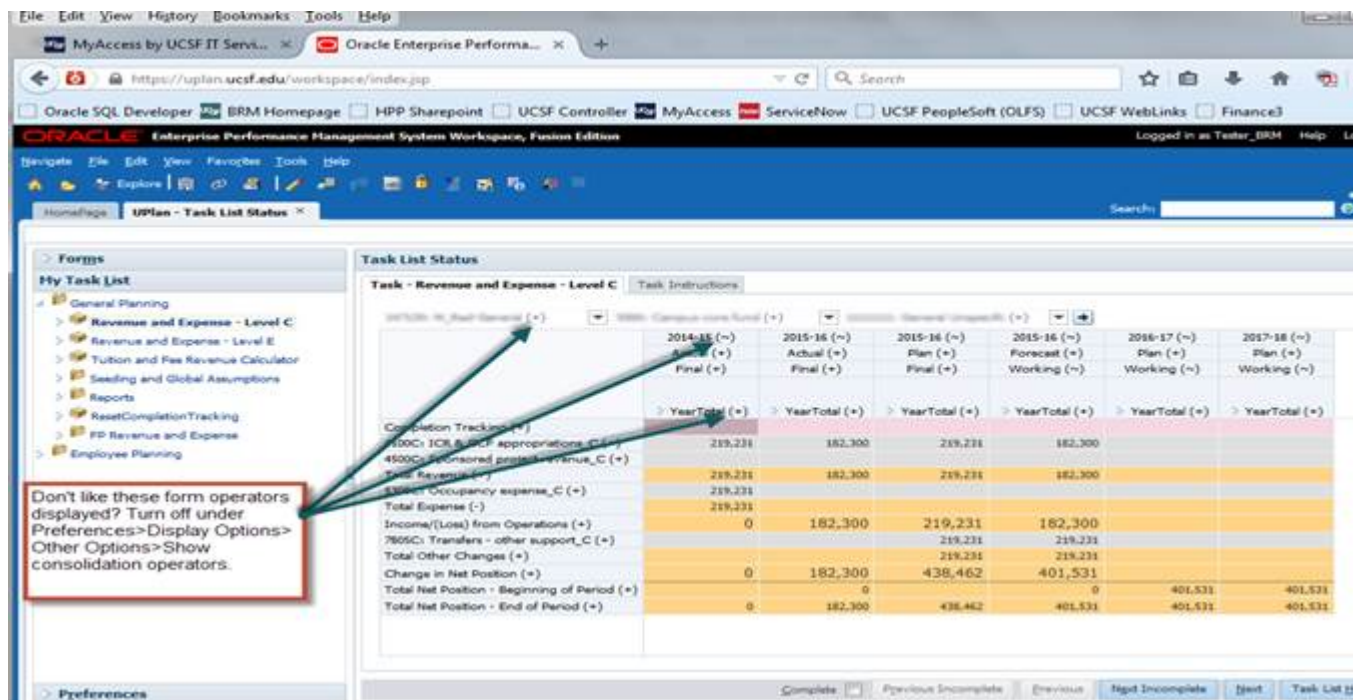 File Edit View History Bookmarks Tools Help
MyAccess by UCSF IT Servi... × Oracle Enterprise Performa... × +
https://uplan.ucsf.edu/workspace/index.jsp Search
Oracle SQL Developer BRM Homepage HPP Sharepoint UCSF Controller MyAccess ServiceNow UCSF PeopleSoft (OLFS) UCSF WebLinks Finance3
ORACLE Enterprise Performance Management System Workspace, Fusion Edition Logged in as Tester_BRM Help
Navigate File Edit View Favorites Tools Help
Explore
HomePage UPlan - Task List Status × Search:
Forms
My Task List
General Planning
Revenue and Expense - Level C
Revenue and Expense - Level E
Tuition and Fee Revenue Calculator
Seeding and Global Assumptions
Reports
ResetCompletionTracking
FP Revenue and Expense
Employee Planning
Don't like these form operators
displayed? Turn off under
Preferences>Display Options>
Other Options>Show
consolidation operators.
Preferences
Task List Status
Task - Revenue and Expense - Level C Task Instructions
(+) (+) (+)
2014-15 (~) 2015-16 (~) 2015-16 (~) 2015-16 (~) 2016-17 (~) 2017-18 (~)
Actual (+) Actual (+) Plan (+) Forecast (+) Plan (+) Plan (+)
Final (+) Final (+) Final (+) Working (~) Working (~) Working (~)
YearTotal (+) YearTotal (+) YearTotal (+) YearTotal (+) YearTotal (+) YearTotal (+)
Completion Tracking (+)
appropriations_C (+) 219,231 182,300 219,231 182,300
4500C: Sponsored (+)
Total Revenue (+) 219,231 182,300 219,231 182,300
Occupancy expense_C (+) 219,231
Total Expense (-) 219,231
Income/(Loss) from Operations (+) 0 182,300 219,231 182,300
7805C: Transfers - other support_C (+) 219,231 219,231
Total Other Changes (+) 219,231 219,231
Change in Net Position (+) 0 182,300 438,462 401,531
Total Net Position - Beginning of Period (+) 0 0 401,531 401,531
Total Net Position - End of Period (+) 0 182,300 438,462 401,531 401,531 401,531
Complete Previous Incomplete Previous Next Incomplete Next Task List